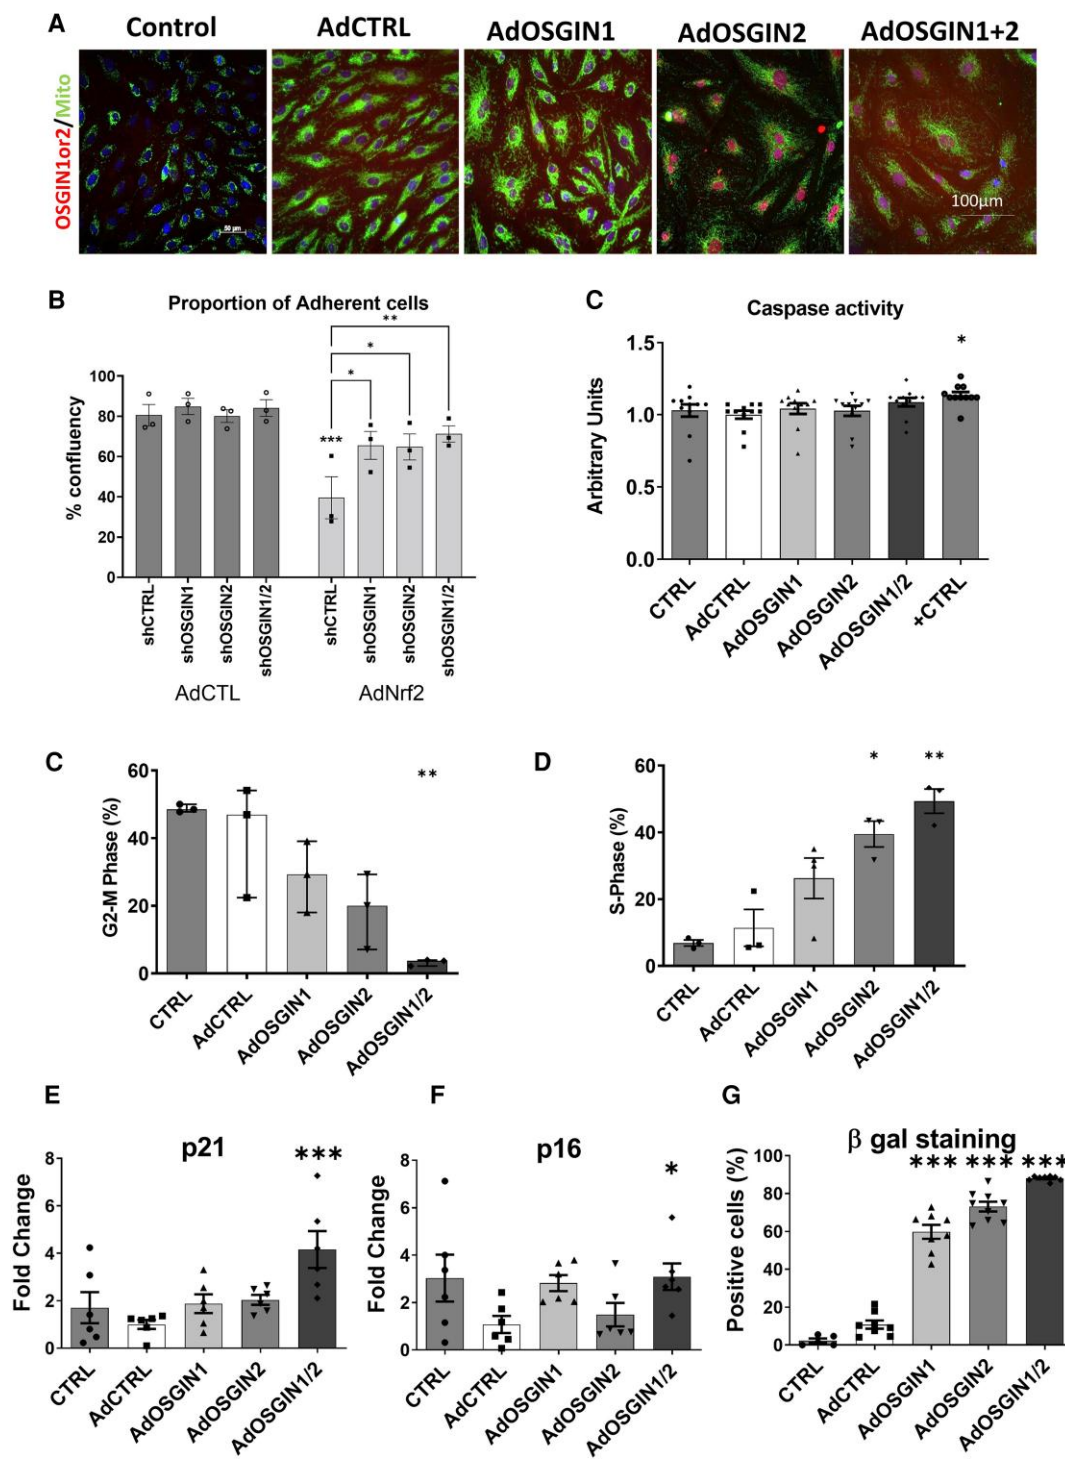 A
Control
AdCTRL
AdOSGIN1
AdOSGIN2
AdOSGIN1+2
OSGIN1or2/Mito
50 µm
100µm
B
Proportion of Adherent cells
**
*
*
***
% confluency
100
80
60
40
20
0
shCTRL
shOSGIN1
shOSGIN2
shOSGIN1/2
shCTRL
shOSGIN1
shOSGIN2
shOSGIN1/2
AdCTL
AdNrf2
C
Caspase activity
*
Arbitrary Units
1.5
1.0
0.5
0.0
CTRL
AdCTRL
AdOSGIN1
AdOSGIN2
AdOSGIN1/2
+CTRL
C
**
G2-M Phase (%)
60
40
20
0
CTRL
AdCTRL
AdOSGIN1
AdOSGIN2
AdOSGIN1/2
D
*
**
S-Phase (%)
60
40
20
0
CTRL
AdCTRL
AdOSGIN1
AdOSGIN2
AdOSGIN1/2
E
p21
***
Fold Change
8
6
4
2
0
CTRL
AdCTRL
AdOSGIN1
AdOSGIN2
AdOSGIN1/2
F
p16
*
Fold Change
8
6
4
2
0
CTRL
AdCTRL
AdOSGIN1
AdOSGIN2
AdOSGIN1/2
G
β gal staining
*** *** ***
Positive cells (%)
100
80
60
40
20
0
CTRL
AdCTRL
AdOSGIN1
AdOSGIN2
AdOSGIN1/2